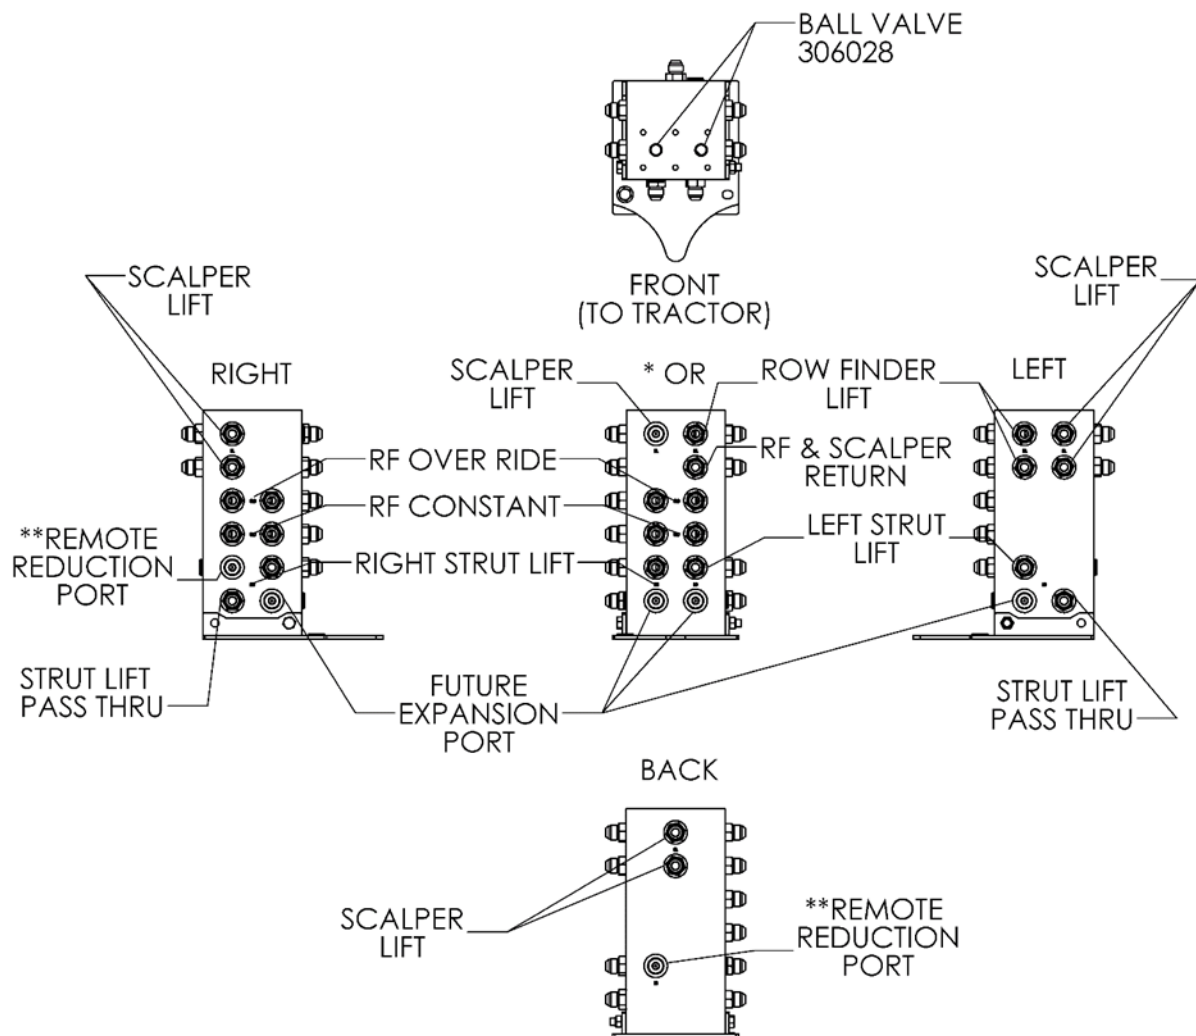 BALL VALVE
306028
FRONT
(TO TRACTOR)
SCALPER
LIFT
RIGHT
SCALPER
LIFT
* OR
ROW FINDER
LIFT
LEFT
SCALPER
LIFT
RF OVER RIDE
RF & SCALPER
RETURN
RF CONSTANT
**REMOTE
REDUCTION
PORT
RIGHT STRUT LIFT
LEFT STRUT
LIFT
STRUT LIFT
PASS THRU
FUTURE
EXPANSION
PORT
STRUT LIFT
PASS THRU
BACK
SCALPER
LIFT
**REMOTE
REDUCTION
PORT